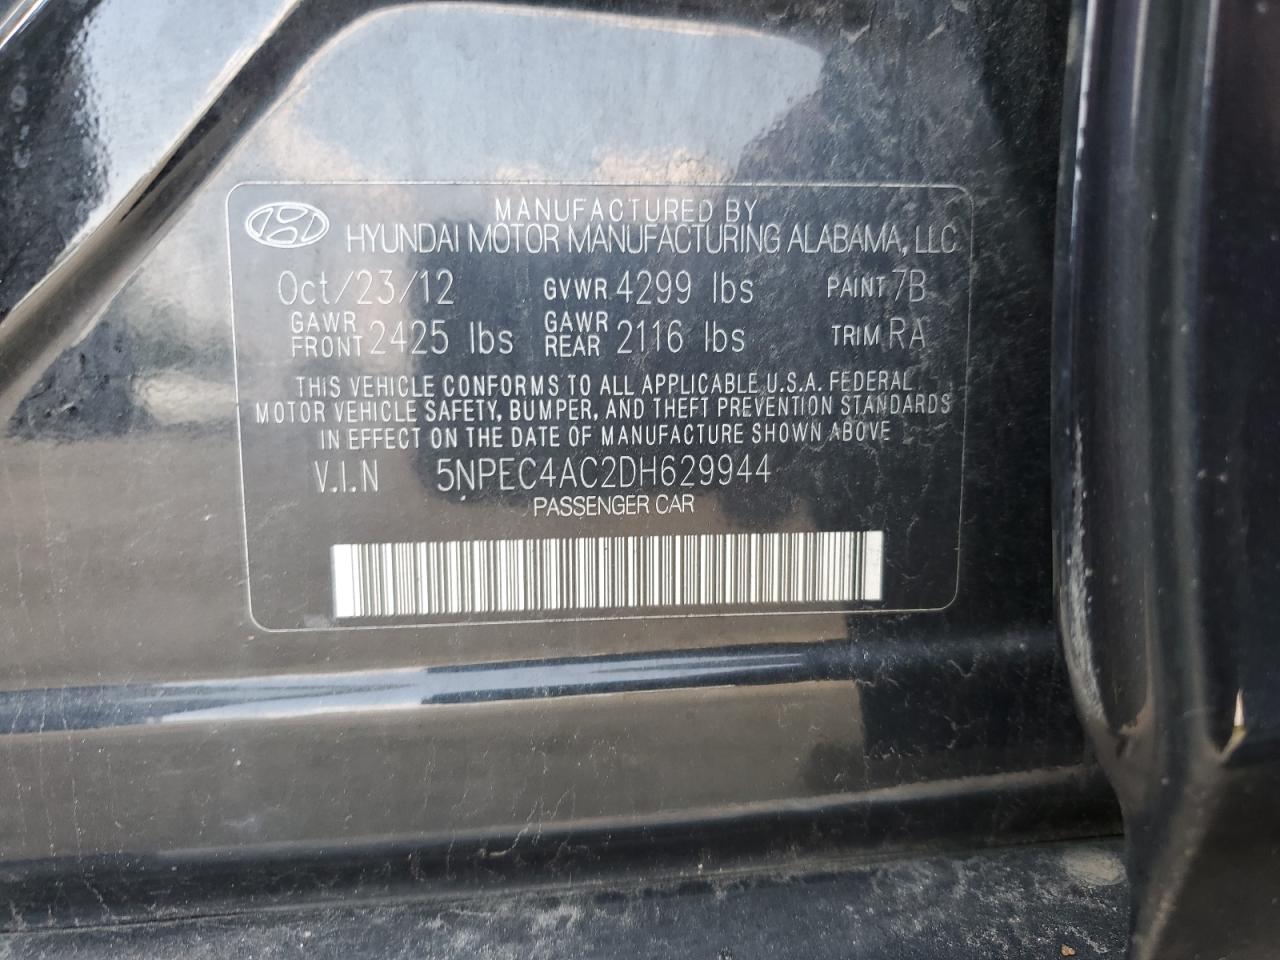 MANUFACTURED BY
HYUNDAI MOTOR MANUFACTURING ALABAMA, LLC
Oct/23/12 GVWR 4299 lbs PAINT 7B
GAWR FRONT 2425 lbs GAWR REAR 2116 lbs TRIM RA
THIS VEHICLE CONFORMS TO ALL APPLICABLE U.S.A. FEDERAL
MOTOR VEHICLE SAFETY, BUMPER, AND THEFT PREVENTION STANDARDS
IN EFFECT ON THE DATE OF MANUFACTURE SHOWN ABOVE
V.I.N 5NPEC4AC2DH629944
PASSENGER CAR